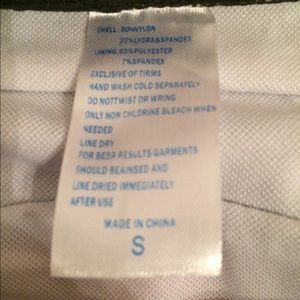 SHELL: 80%NYLON
20%LYCRA&SPANDEX
LINING:93%POLYESTER
7%SPANDEX
EXCLUSIVE OF TIRMS
HAND WASH COLD SEPARATELY
DO NOTTWIST OR WRING
ONLY NON CHLORINE BLEACH WHEN
NEEDED
LINE DRY
FOR BESR RESULTS GARMENTS
SHOULD BEAINSED AND
LINE DRIED IMMEDIATELY
AFTER USE
MADE IN CHINA
S